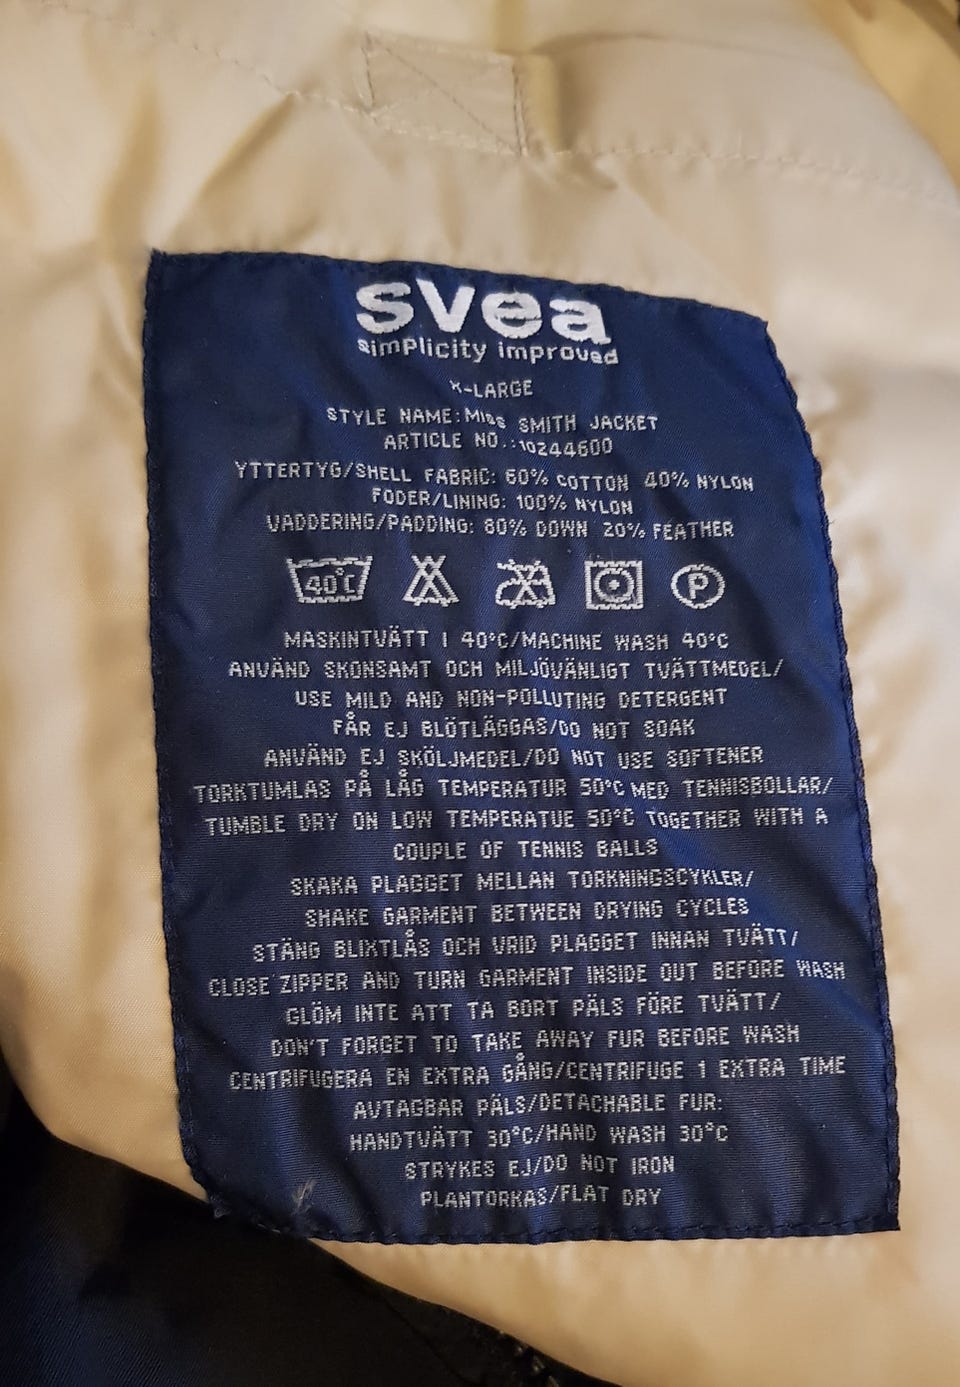 svea
simplicity improved
X-LARGE
STYLE NAME: MISS SMITH JACKET
ARTICLE NO.: 10244600
YTTERTYG/SHELL FABRIC: 60% COTTON 40% NYLON
FODER/LINING: 100% NYLON
VADDERING/PADDING: 80% DOWN 20% FEATHER
40°C P
MASKINTVÄTT I 40°C/MACHINE WASH 40°C
ANVÄND SKONSAMT OCH MILJÖVÄNLIGT TVÄTTMEDEL/
USE MILD AND NON-POLLUTING DETERGENT
FÅR EJ BLÖTLÄGGAS/DO NOT SOAK
ANVÄND EJ SKÖLJMEDEL/DO NOT USE SOFTENER
TORKTUMLAS PÅ LÅG TEMPERATUR 50°C MED TENNISBOLLAR/
TUMBLE DRY ON LOW TEMPERATUE 50°C TOGETHER WITH A
COUPLE OF TENNIS BALLS
SKAKA PLAGGET MELLAN TORKNINGSCYKLER/
SHAKE GARMENT BETWEEN DRYING CYCLES
STÄNG BLIXTLÅS OCH VRID PLAGGET INNAN TVÄTT/
CLOSE ZIPPER AND TURN GARMENT INSIDE OUT BEFORE WASH
GLÖM INTE ATT TA BORT PÄLS FÖRE TVÄTT/
DON'T FORGET TO TAKE AWAY FUR BEFORE WASH
CENTRIFUGERA EN EXTRA GÅNG/CENTRIFUGE 1 EXTRA TIME
AVTAGBAR PÄLS/DETACHABLE FUR:
HANDTVÄTT 30°C/HAND WASH 30°C
STRYKES EJ/DO NOT IRON
PLANTORKAS/FLAT DRY